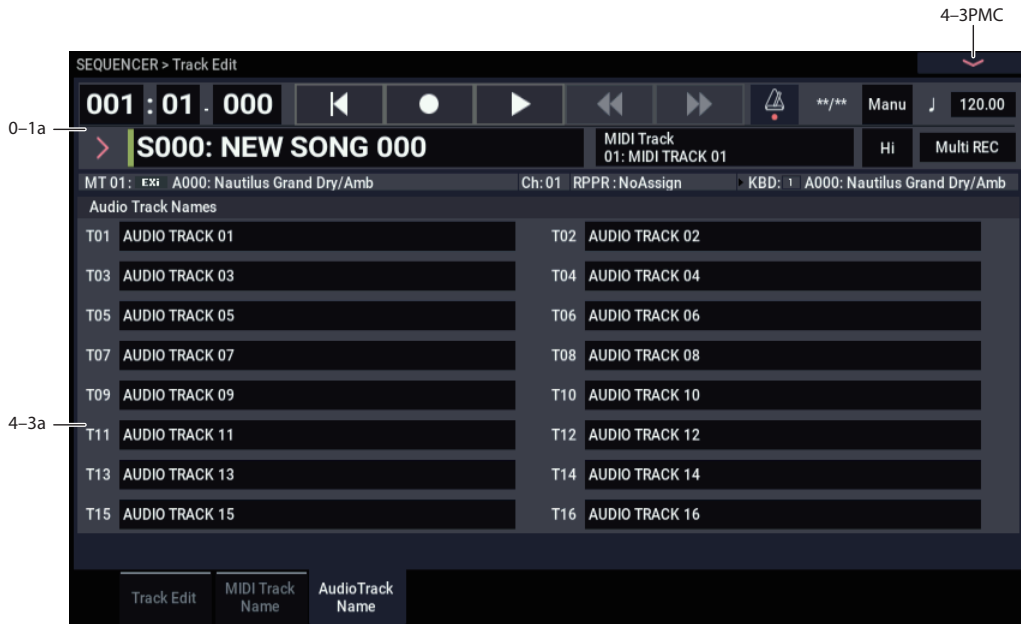 4–3PMC
SEQUENCER > Track Edit
001 : 01 . 000
**/**
Manu
♩ 120.00
0–1a
S000: NEW SONG 000
MIDI Track
01: MIDI TRACK 01
Hi
Multi REC
MT 01: EXi A000: Nautilus Grand Dry/Amb Ch: 01 RPPR : NoAssign KBD: 1 A000: Nautilus Grand Dry/Amb
Audio Track Names
T01 AUDIO TRACK 01 T02 AUDIO TRACK 02
T03 AUDIO TRACK 03 T04 AUDIO TRACK 04
T05 AUDIO TRACK 05 T06 AUDIO TRACK 06
T07 AUDIO TRACK 07 T08 AUDIO TRACK 08
T09 AUDIO TRACK 09 T10 AUDIO TRACK 10
4–3a
T11 AUDIO TRACK 11 T12 AUDIO TRACK 12
T13 AUDIO TRACK 13 T14 AUDIO TRACK 14
T15 AUDIO TRACK 15 T16 AUDIO TRACK 16
Track Edit
MIDI Track
Name
AudioTrack
Name